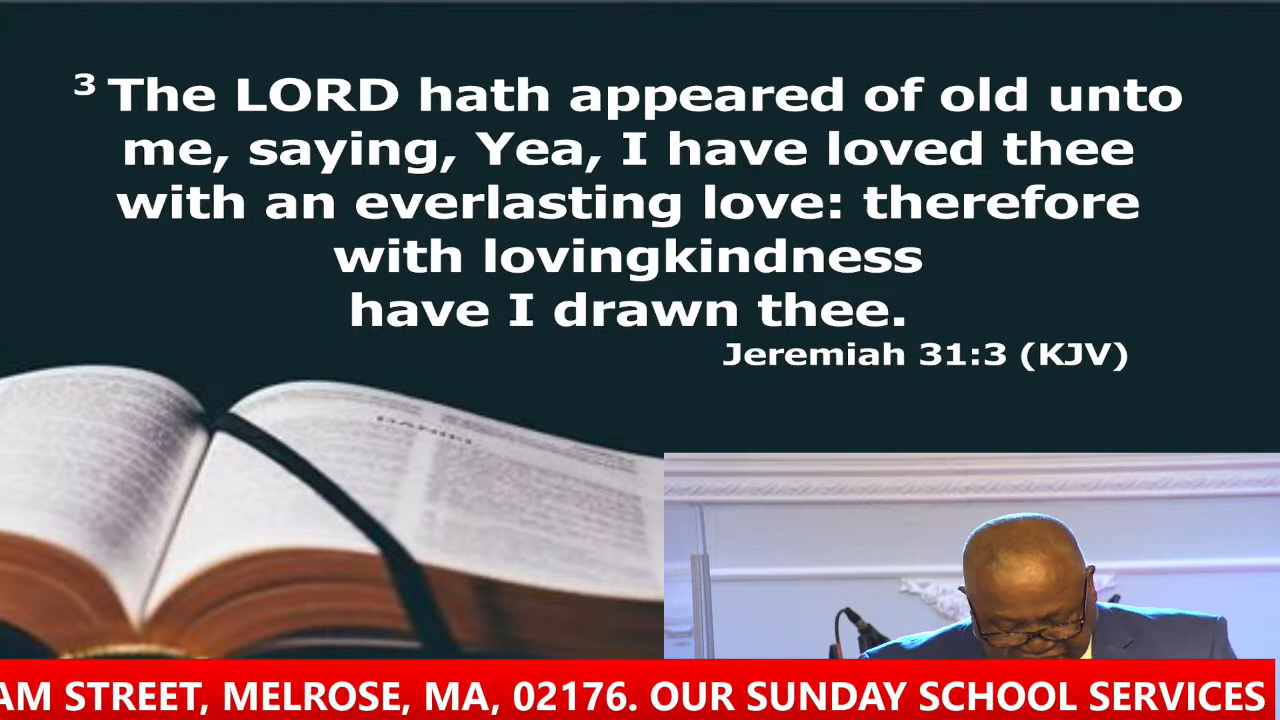 3 The LORD hath appeared of old unto
me, saying, Yea, I have loved thee
with an everlasting love: therefore
with lovingkindness
have I drawn thee.
Jeremiah 31:3 (KJV)
DANIEL
AM STREET, MELROSE, MA, 02176. OUR SUNDAY SCHOOL SERVICES